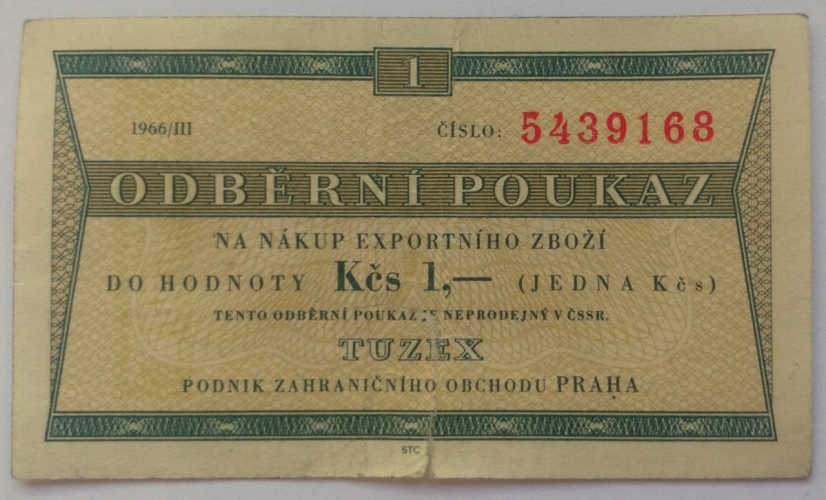 1
1966/III ČÍSLO: 5439168
ODBĚRNÍ POUKAZ
NA NÁKUP EXPORTNÍHO ZBOŽÍ
DO HODNOTY Kčs 1,— (JEDNA Kčs)
TENTO ODBĚRNÍ POUKAZ JE NEPRODEJNÝ V ČSSR.
TUZEX
PODNIK ZAHRANIČNÍHO OBCHODU PRAHA
STC